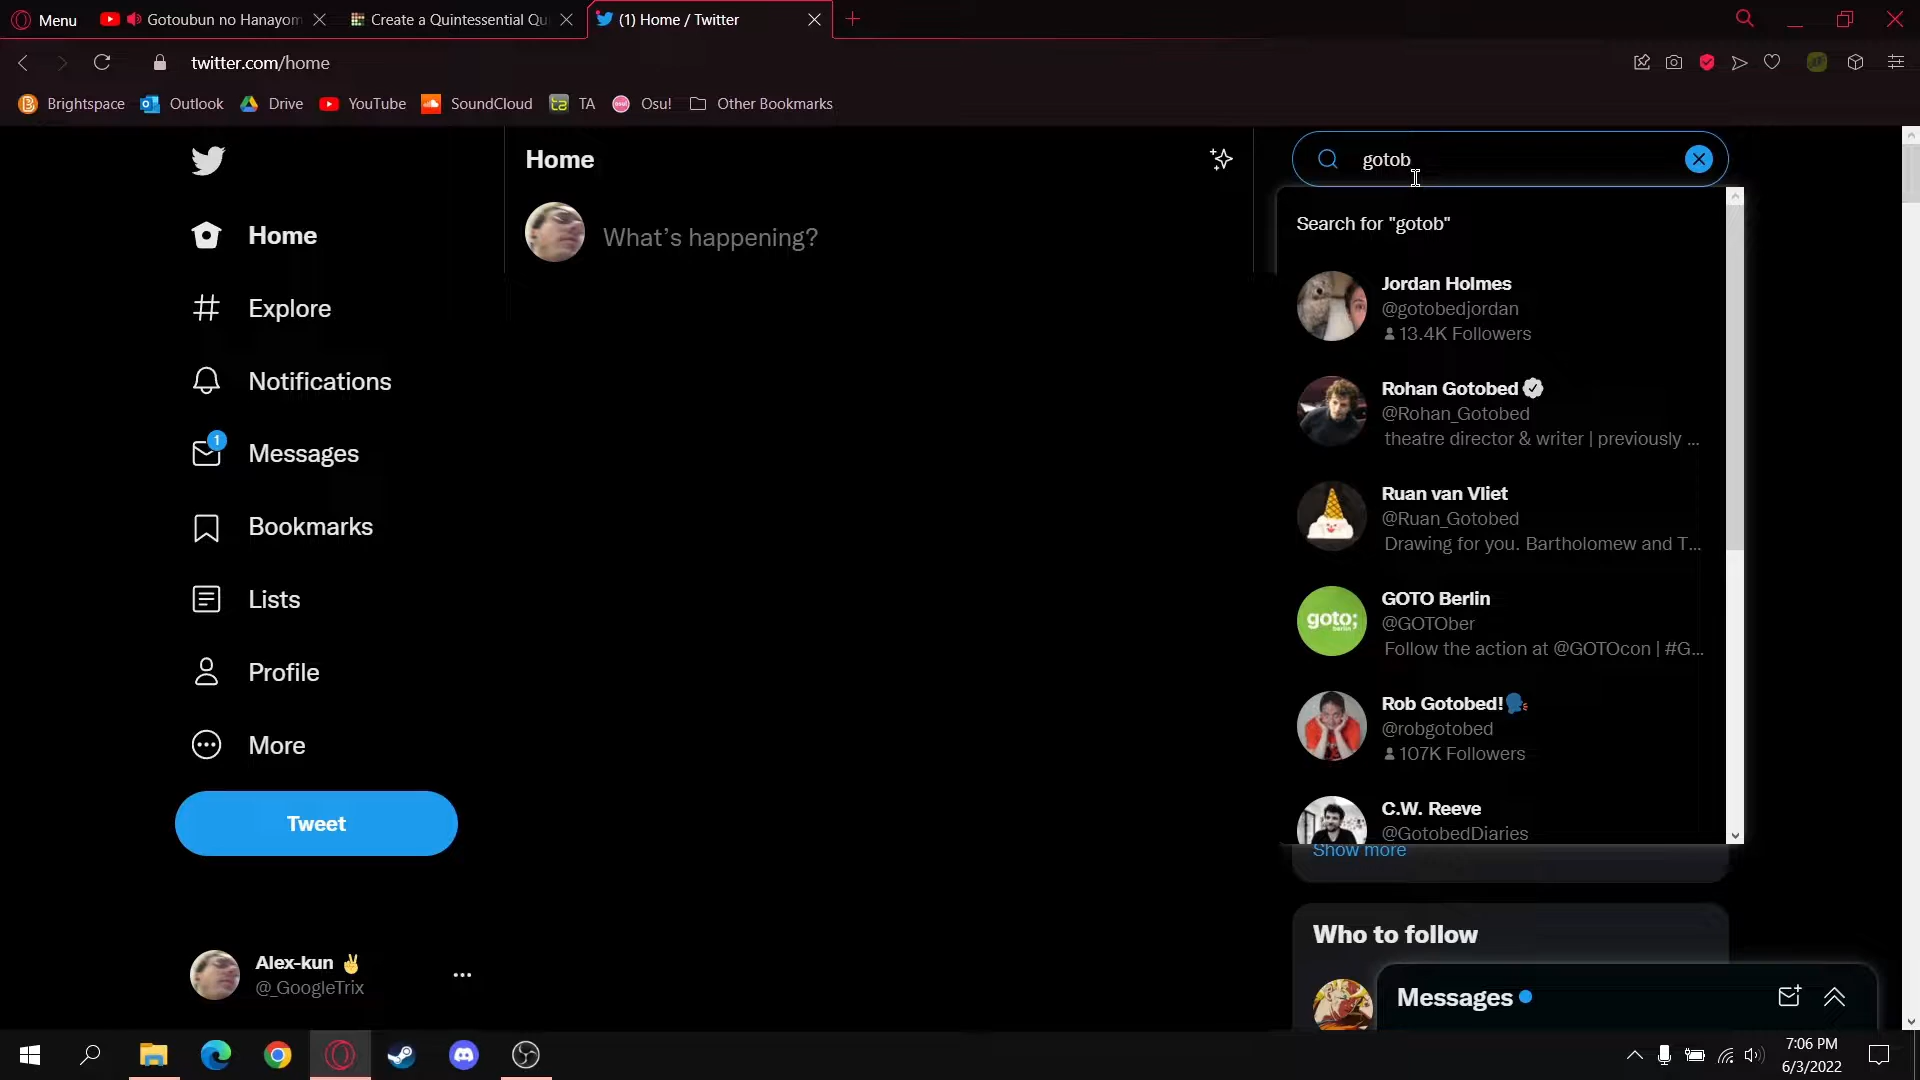 Menu
Gotoubun no Hanayom
Create a Quintessential Qu
(1) Home / Twitter
twitter.com/home
Brightspace
Outlook
Drive
YouTube
SoundCloud
TA
Osu!
Other Bookmarks
Home
Explore
Notifications
1
Messages
Bookmarks
Lists
Profile
More
Tweet
Alex-kun ✌
@_GoogleTrix
Home
What's happening?
gotob
Search for "gotob"
Jordan Holmes
@gotobedjordan
13.4K Followers
Rohan Gotobed
@Rohan_Gotobed
theatre director & writer | previously ...
Ruan van Vliet
@Ruan_Gotobed
Drawing for you. Bartholomew and T...
goto;
berlin
GOTO Berlin
@GOTOber
Follow the action at @GOTOcon | #G...
Rob Gotobed!🗣
@robgotobed
107K Followers
C.W. Reeve
@GotobedDiaries
Show more
Who to follow
Messages
7:06 PM
6/3/2022